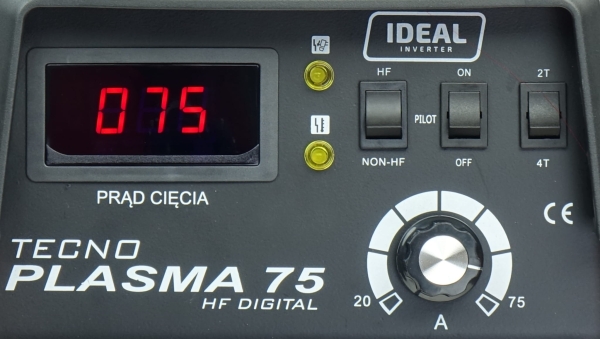 IDEAL
INVERTER
075
PRĄD CIĘCIA
HF
ON
2T
PILOT
NON-HF
OFF
4T
CE
TECNO
PLASMA 75
HF DIGITAL
20
75
A